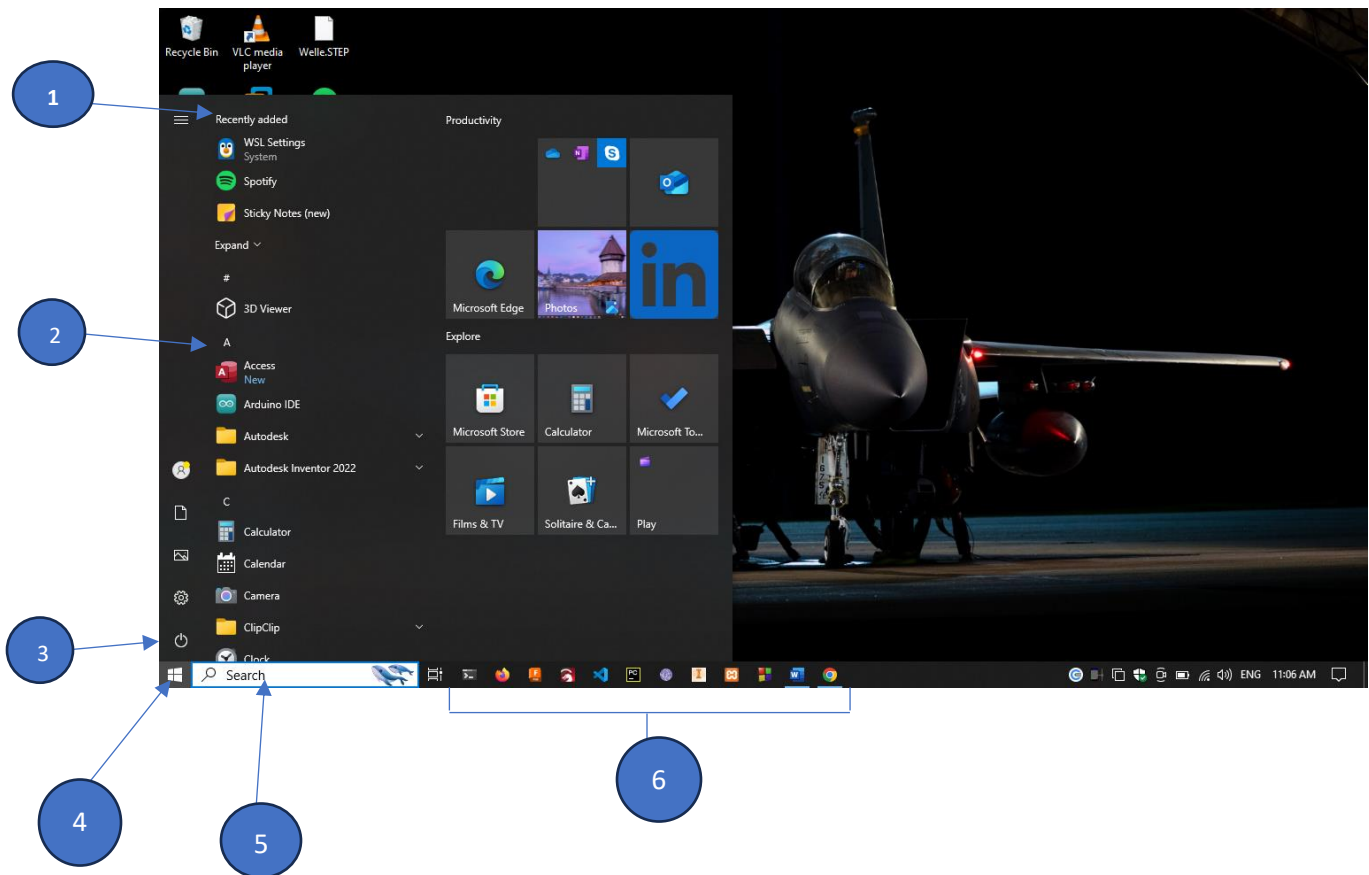 Recycle Bin
VLC media player
Welle.STEP
1
Recently added
WSL Settings
System
Spotify
Sticky Notes (new)
Expand
#
3D Viewer
2
A
Access
New
Arduino IDE
Autodesk
Autodesk Inventor 2022
C
Calculator
Calendar
Camera
ClipClip
Clock
Productivity
Microsoft Edge
Photos
in
Explore
Microsoft Store
Calculator
Microsoft To...
Films & TV
Solitaire & Ca...
Play
3
Search
ENG
11:06 AM
4
5
6